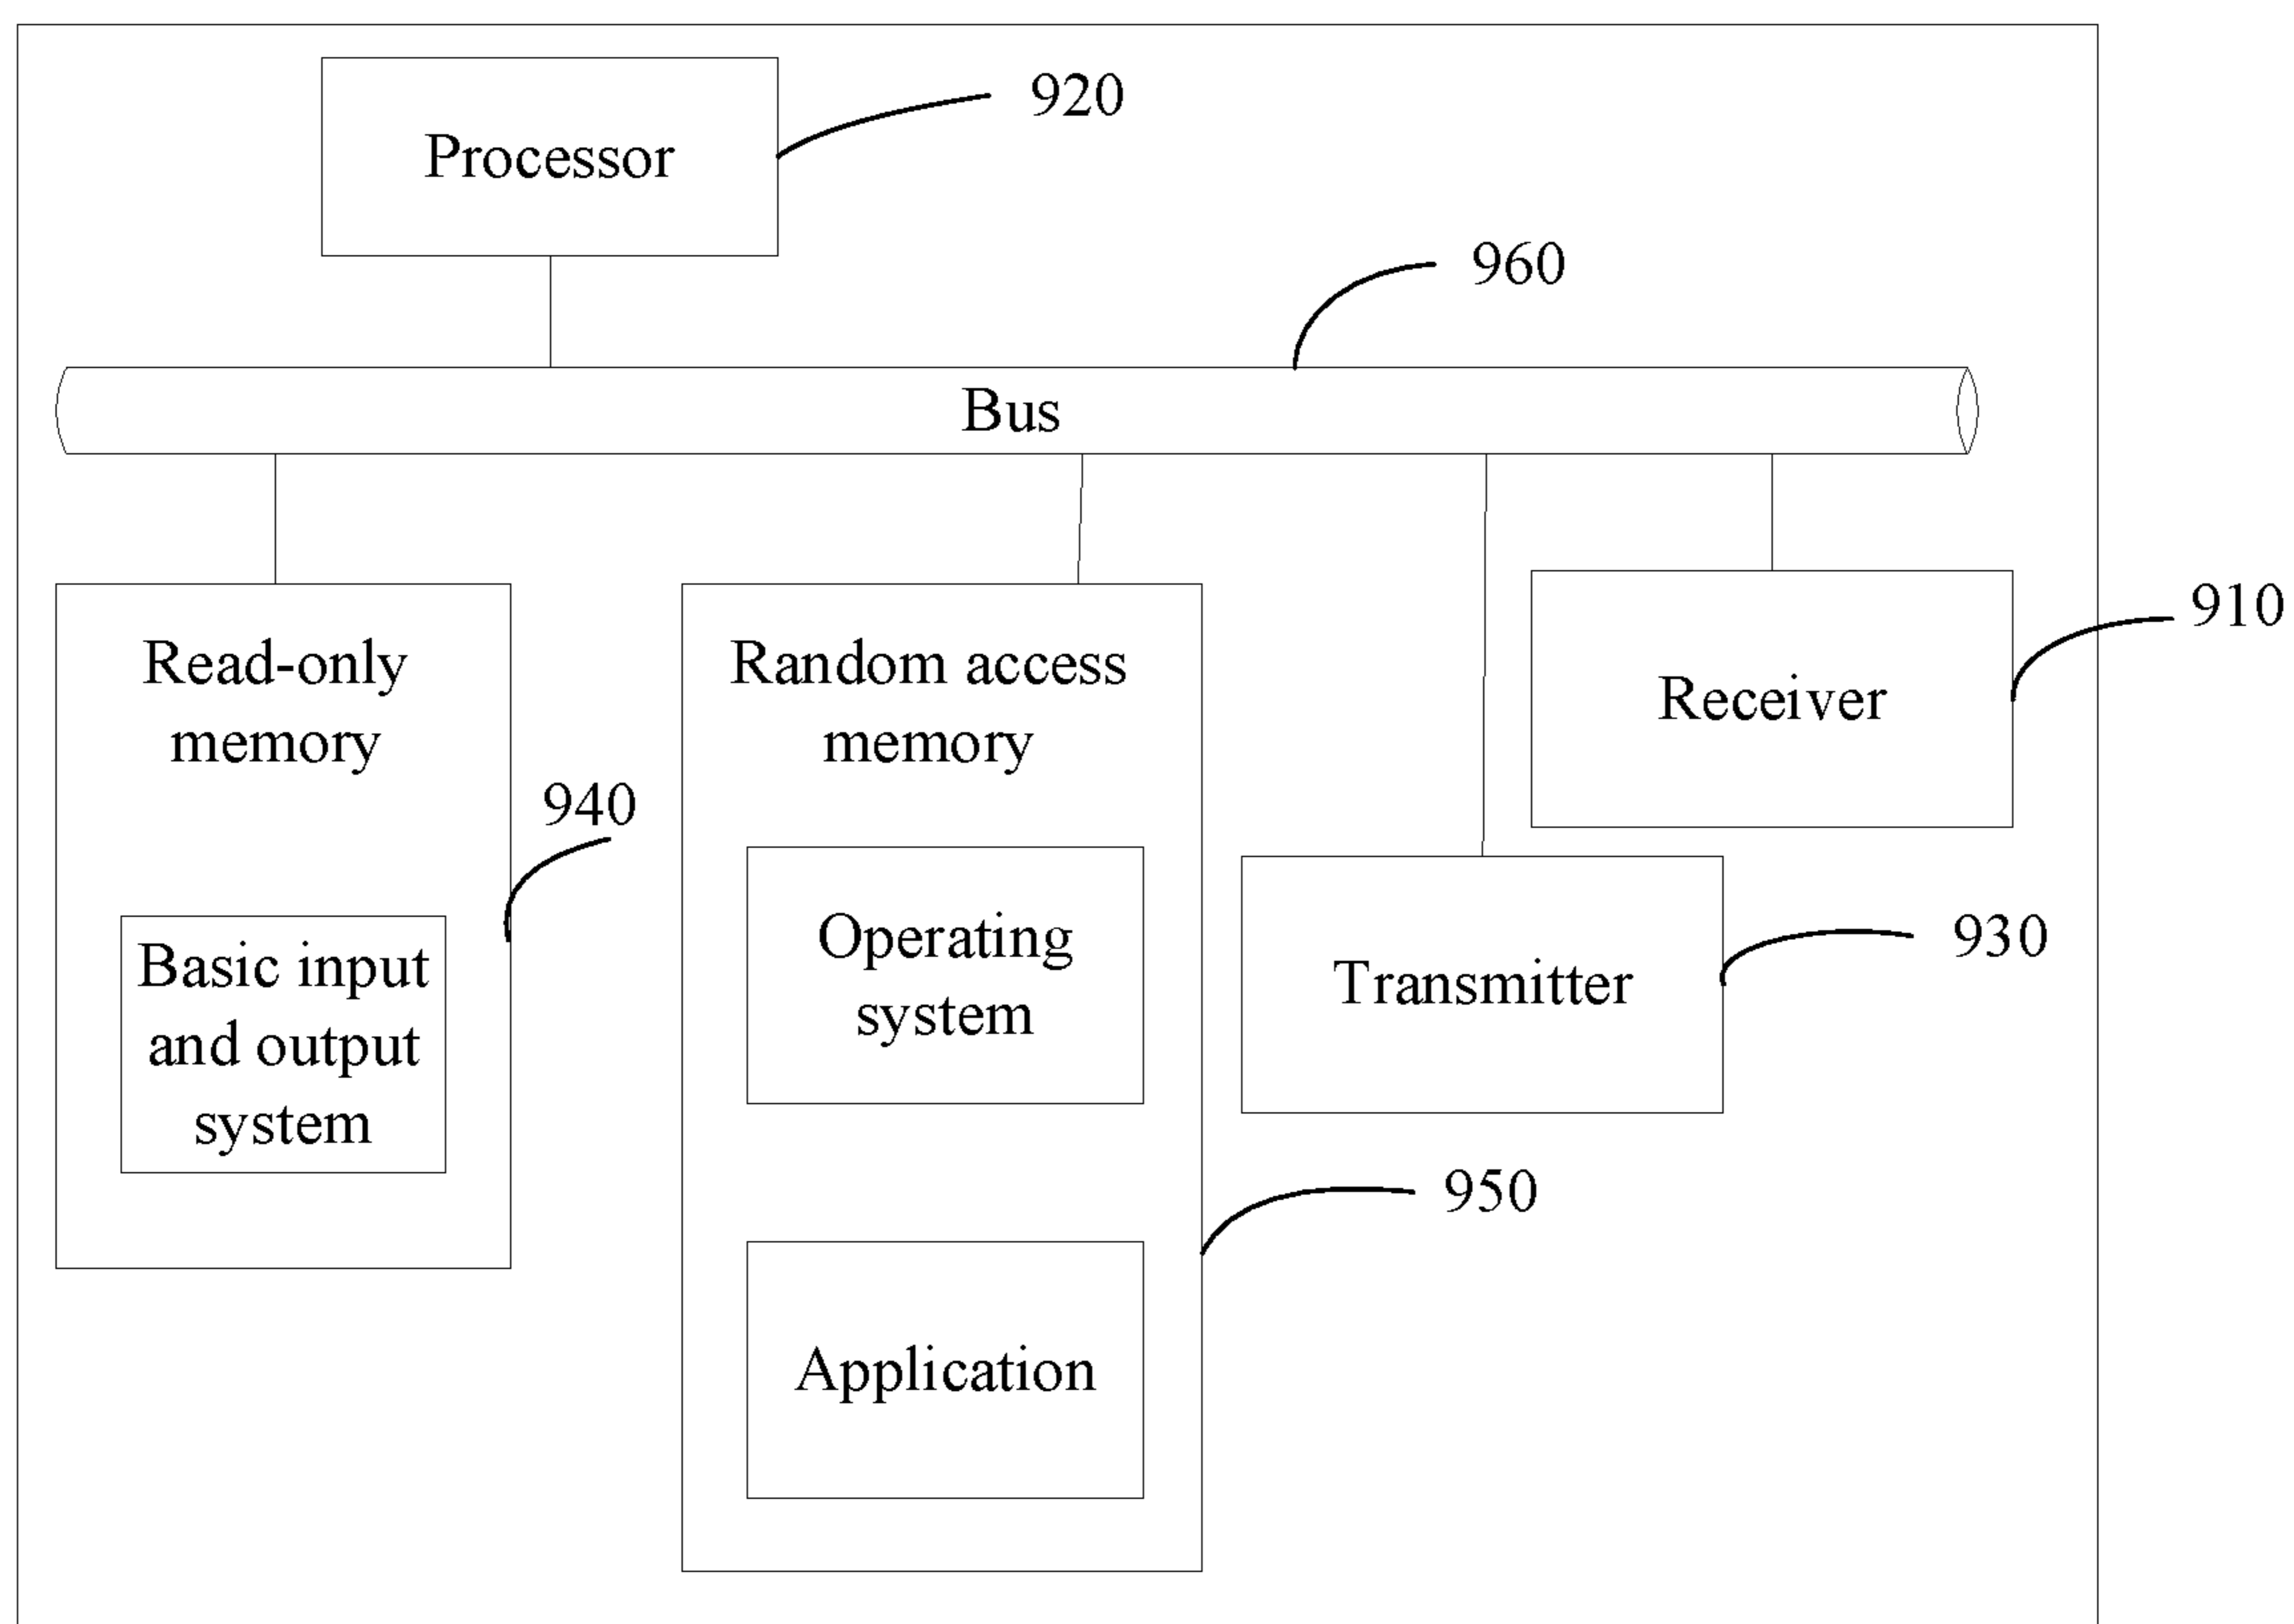 Processor
920
960
Bus
Read-only
memory
940
Basic input
and output
system
Random access
memory
Operating
system
Application
950
Receiver
910
Transmitter
930